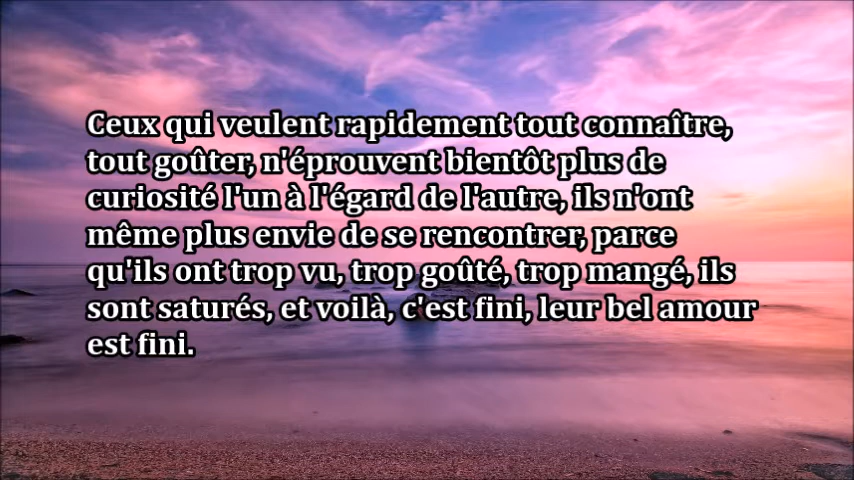 Ceux qui veulent rapidement tout connaître,
tout goûter, n'éprouvent bientôt plus de
curiosité l'un à l'égard de l'autre, ils n'ont
même plus envie de se rencontrer, parce
qu'ils ont trop vu, trop goûté, trop mangé, ils
sont saturés, et voilà, c'est fini, leur bel amour
est fini.